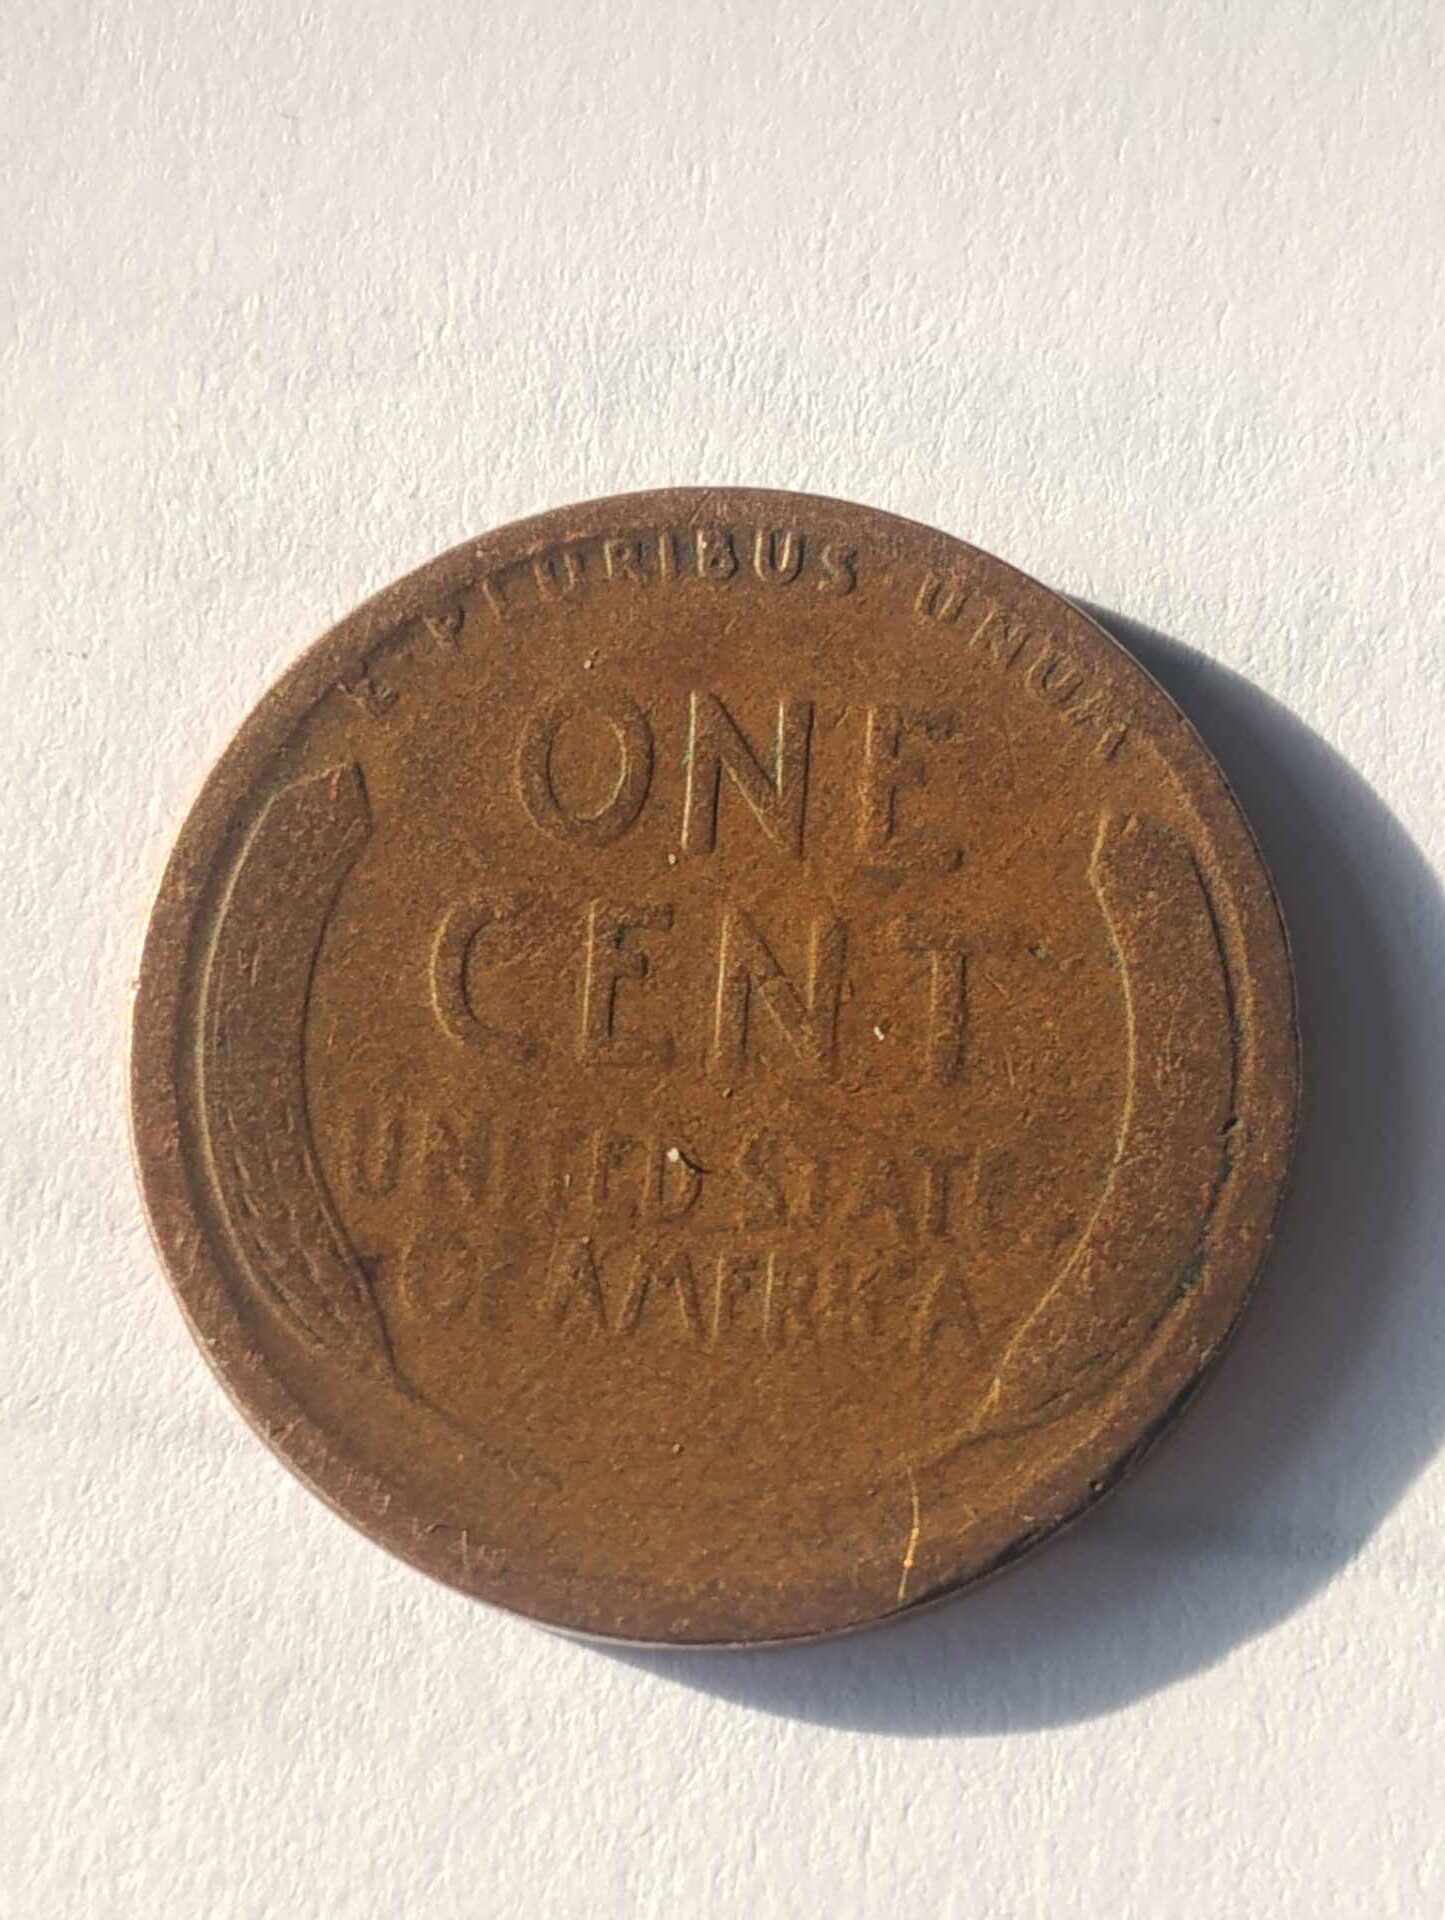 E PLURIBUS UNUM
ONE
CENT
UNITED STATES
OF AMERICA